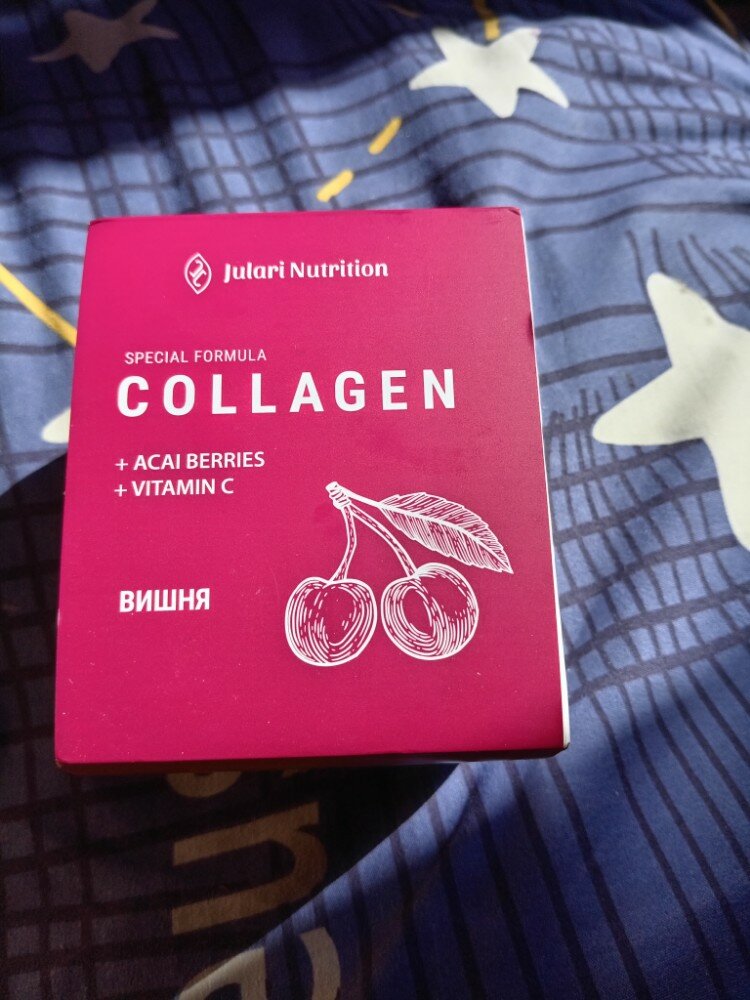 Julari Nutrition
SPECIAL FORMULA
COLLAGEN
+ ACAI BERRIES
+ VITAMIN C
ВИШНЯ